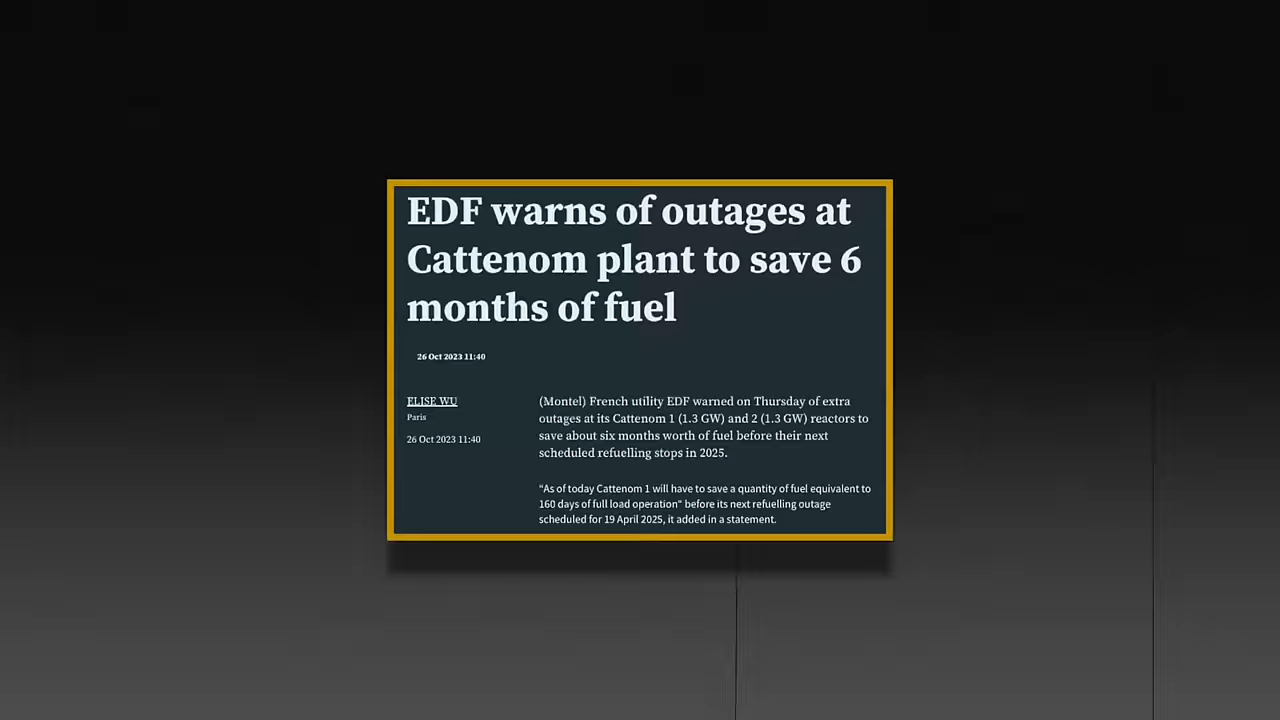 EDF warns of outages at
Cattenom plant to save 6
months of fuel
26 Oct 2023 11:40
ELISE WU
Paris
26 Oct 2023 11:40
(Montel) French utility EDF warned on Thursday of extra
outages at its Cattenom 1 (1.3 GW) and 2 (1.3 GW) reactors to
save about six months worth of fuel before their next
scheduled refuelling stops in 2025.
“As of today Cattenom 1 will have to save a quantity of fuel equivalent to
160 days of full load operation“ before its next refuelling outage
scheduled for 19 April 2025, it added in a statement.